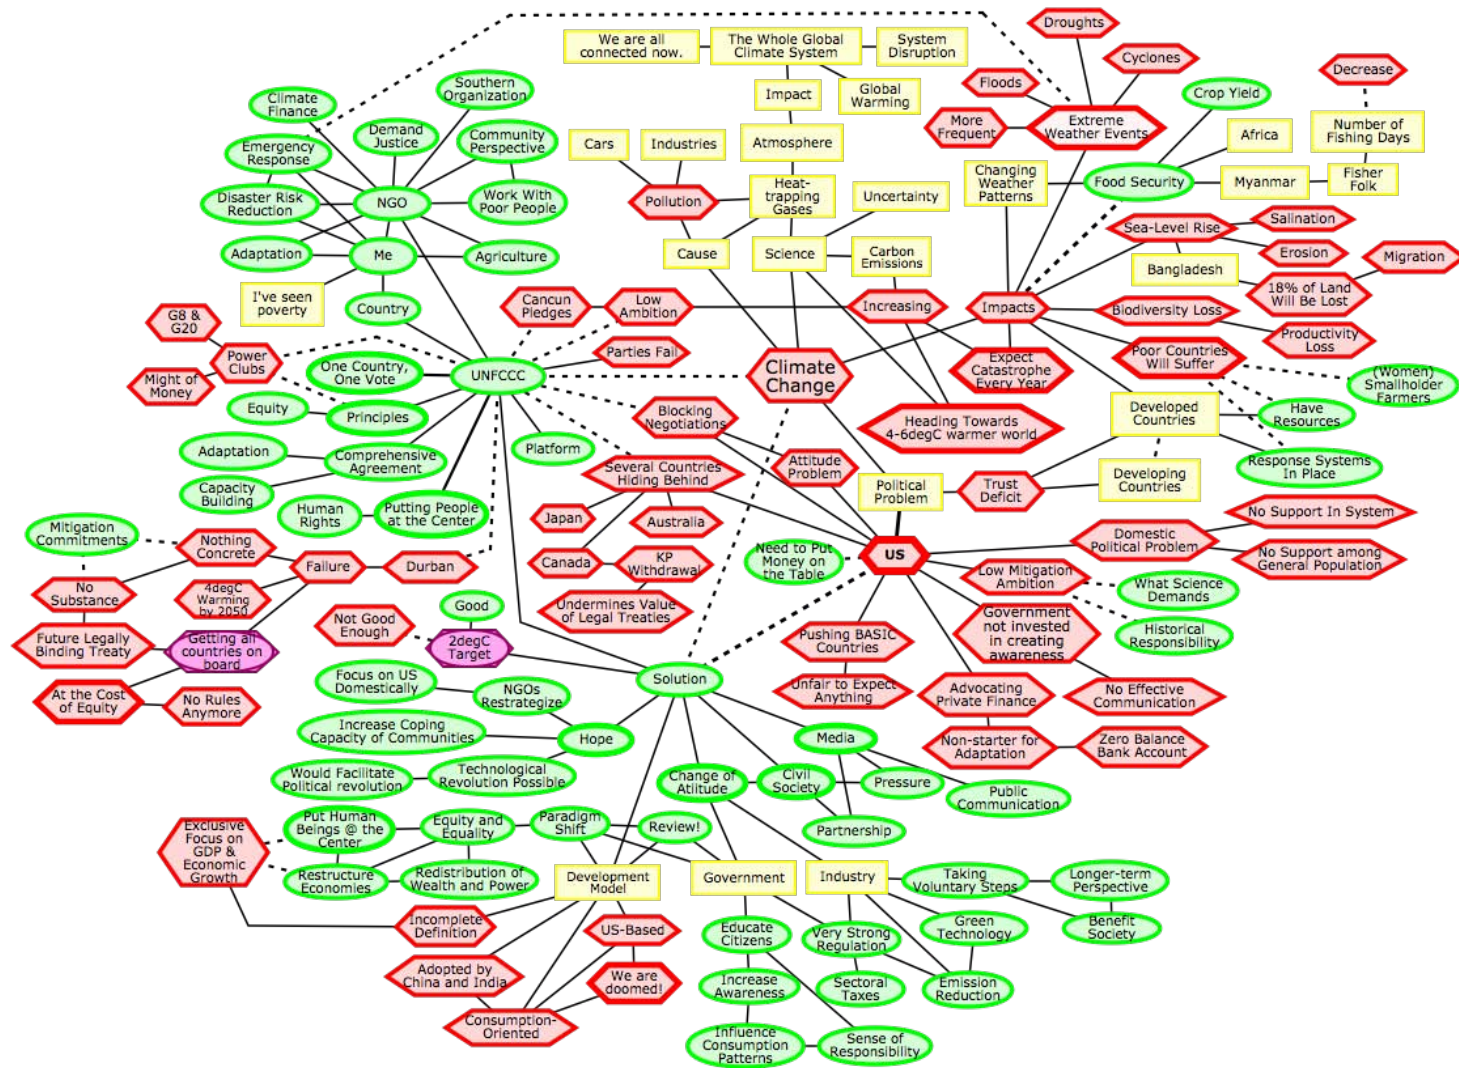 Droughts
We are all
connected now.
The Whole Global
Climate System
System
Disruption
Cyclones
Southern
Organization
Floods
Decrease
Climate
Finance
Impact
Global
Warming
Crop Yield
Demand
Justice
Community
Perspective
More
Frequent
Extreme
Weather Events
Africa
Number of
Fishing Days
Emergency
Response
Cars
Industries
Atmosphere
Changing
Weather
Patterns
Food Security
Myanmar
Fisher
Folk
Disaster Risk
Reduction
NGO
Work With
Poor People
Pollution
Heat-
trapping
Gases
Uncertainty
Sea-Level Rise
Salination
Adaptation
Me
Agriculture
Cause
Science
Carbon
Emissions
Bangladesh
Erosion
Migration
I've seen
poverty
Country
Cancun
Pledges
Low
Ambition
Increasing
Impacts
Biodiversity Loss
18% of Land
Will Be Lost
G8 &
G20
Power
Clubs
Parties Fail
Productivity
Loss
Might of
Money
One Country,
One Vote
UNFCCC
Climate
Change
Expect
Catastrophe
Every Year
Poor Countries
Will Suffer
(Women)
Smallholder
Farmers
Equity
Principles
Blocking
Negotiations
Heading Towards
4-6degC warmer world
Developed
Countries
Have
Resources
Adaptation
Comprehensive
Agreement
Platform
Several Countries
Hiding Behind
Attitude
Problem
Response Systems
In Place
Capacity
Building
Political
Problem
Trust
Deficit
Developing
Countries
Human
Rights
Putting People
at the Center
Japan
Australia
No Support In System
Mitigation
Commitments
Nothing
Concrete
Domestic
Political Problem
Need to Put
Money on
the Table
US
No Support among
General Population
Failure
Durban
Canada
KP
Withdrawal
Low Mitigation
Ambition
What Science
Demands
No
Substance
4degC
Warming
by 2050
Good
Undermines Value
of Legal Treaties
Not Good
Enough
Government
not invested
in creating
awareness
Historical
Responsibility
Future Legally
Binding Treaty
Getting all
countries on
board
2degC
Target
Pushing BASIC
Countries
At the Cost
of Equity
No Rules
Anymore
Focus on US
Domestically
NGOs
Restrategize
Solution
Unfair to Expect
Anything
Advocating
Private Finance
No Effective
Communication
Increase Coping
Capacity of Communities
Hope
Media
Non-starter for
Adaptation
Zero Balance
Bank Account
Would Facilitate
Political revolution
Technological
Revolution Possible
Change of
Atlitude
Civil
Society
Pressure
Public
Communication
Exclusive
Focus on
GDP &
Economic
Growth
Put Human
Beings @ the
Center
Equity and
Equality
Paradigm
Shift
Review!
Partnership
Restructure
Economies
Redistribution of
Wealth and Power
Development
Model
Government
Industry
Taking
Voluntary Steps
Longer-term
Perspective
Incomplete
Definition
US-Based
Educate
Citizens
Very Strong
Regulation
Green
Technology
Benefit
Society
Adopted by
China and India
We are
doomed!
Increase
Awareness
Sectoral
Taxes
Emission
Reduction
Consumption-
Oriented
Influence
Consumption
Patterns
Sense of
Responsibility